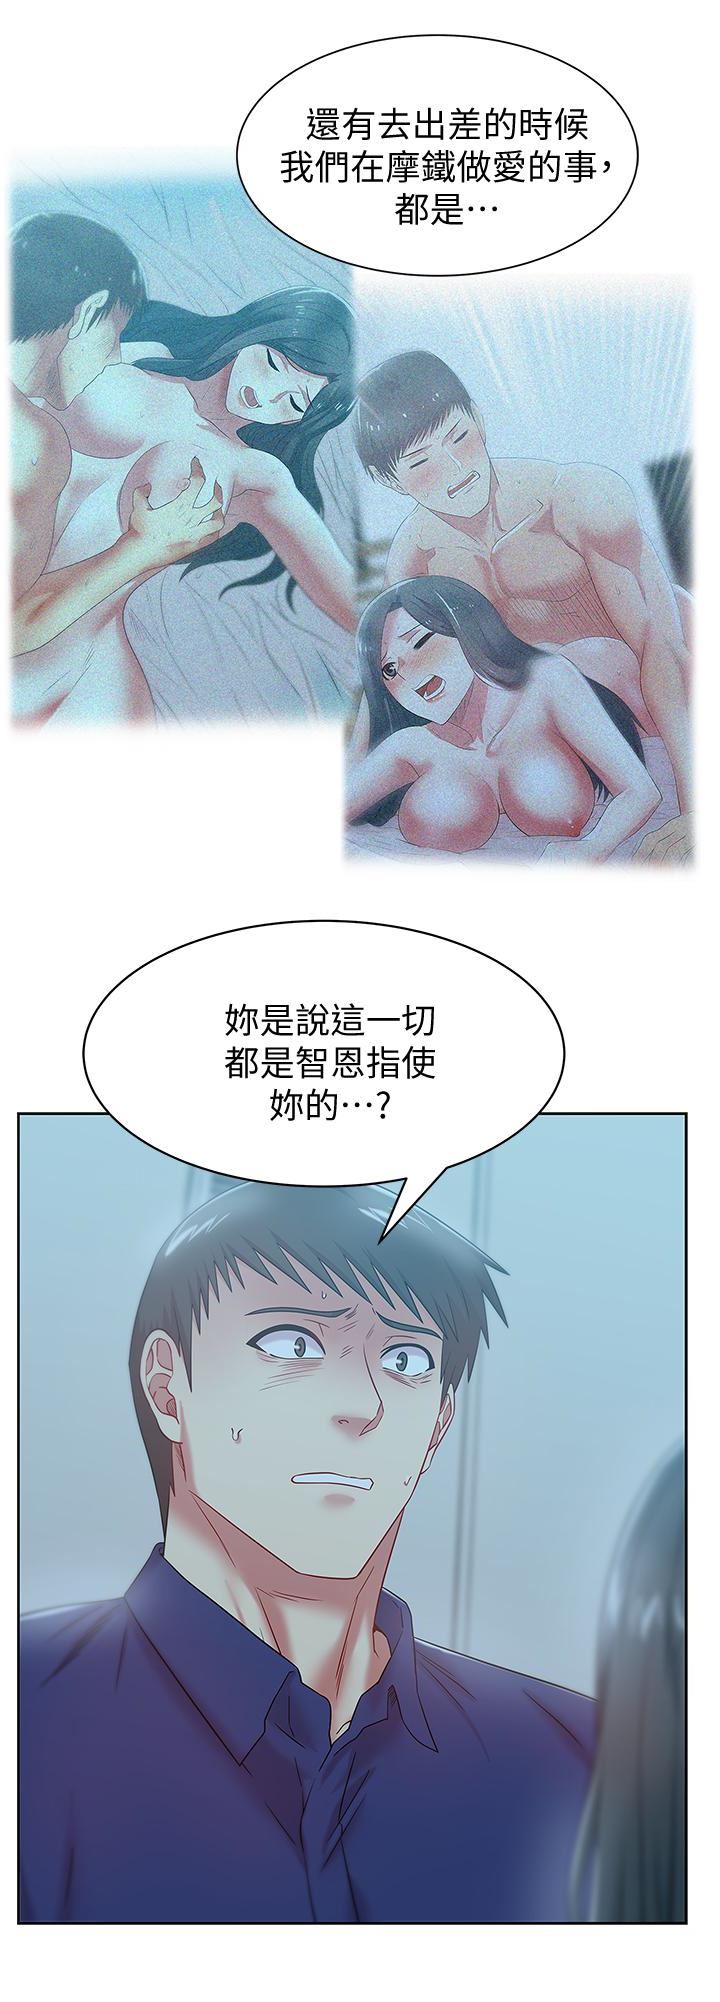 還有去出差的時候
我們在摩鐵做愛的事，
都是⋯
妳是說這一切
都是智恩指使
妳的⋯?